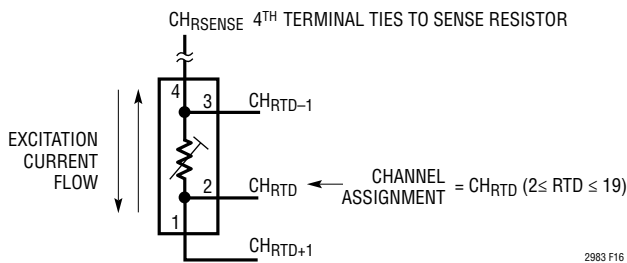 CHRSENSE 4TH TERMINAL TIES TO SENSE RESISTOR
4
3
CHRTD–1
EXCITATION
CURRENT
FLOW
2
CHRTD
CHANNEL
ASSIGNMENT
= CHRTD (2≤ RTD ≤ 19)
1
CHRTD+1
2983 F16